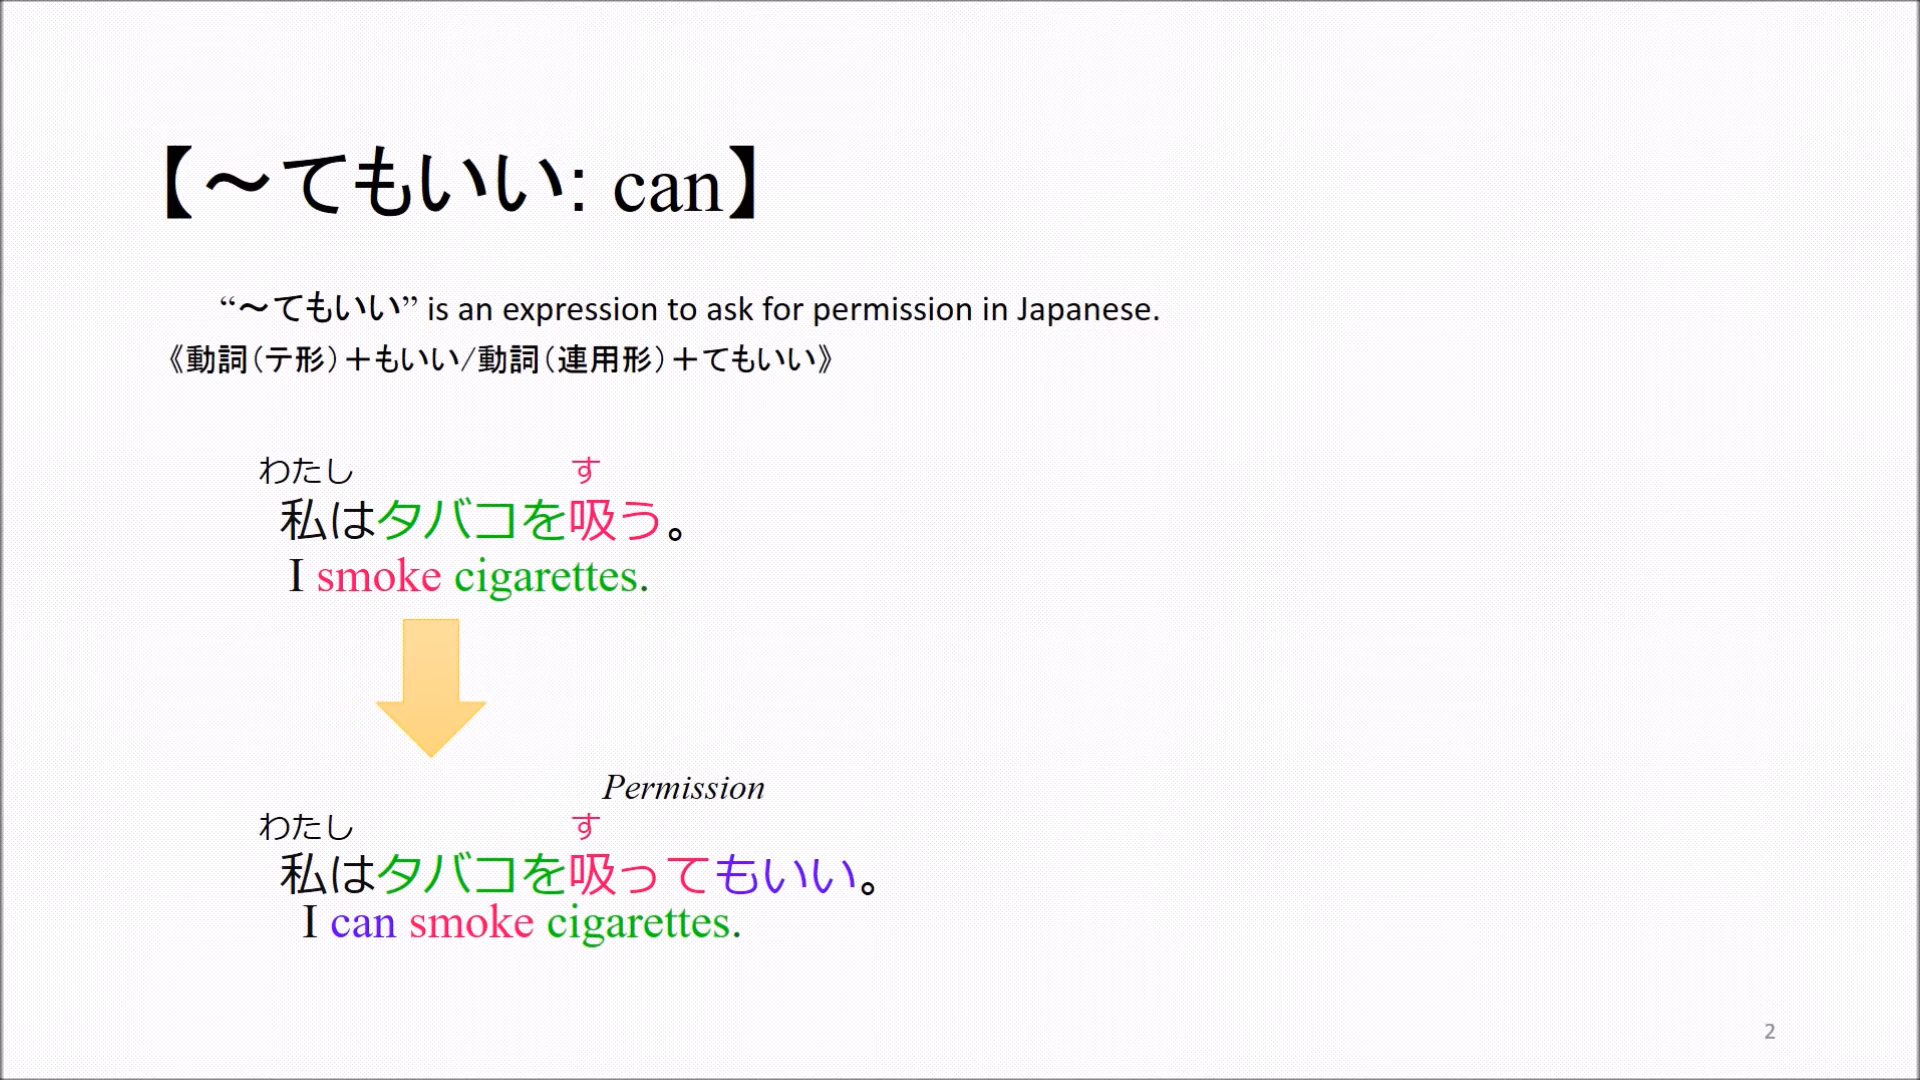 【～てもいい: can】
“～てもいい” is an expression to ask for permission in Japanese.
《動詞（テ形）＋もいい/動詞（連用形）＋てもいい》
わたし す
私はタバコを吸う。
I smoke cigarettes.
Permission
わたし す
私はタバコを吸ってもいい。
I can smoke cigarettes.
2